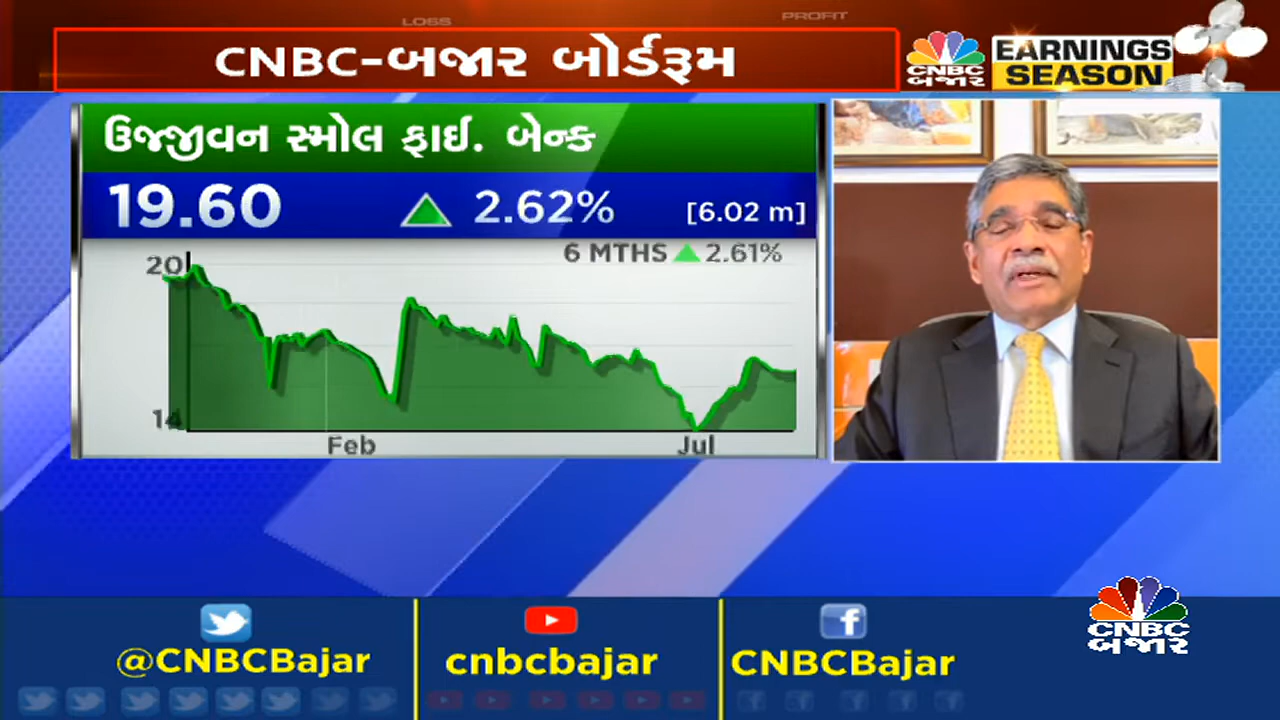 LOSS
PROFIT
CNBC-બજાર બોર્ડરૂમ
CNBC
બજાર
EARNINGS
SEASON
ઉજ્જીવન સ્મોલ ફાઈ. બેન્ક
19.60 2.62% [6.02 m]
6 MTHS 2.61%
20
14
Feb
Jul
@CNBCBajar
cnbcbajar
CNBCBajar
CNBC
બજાર